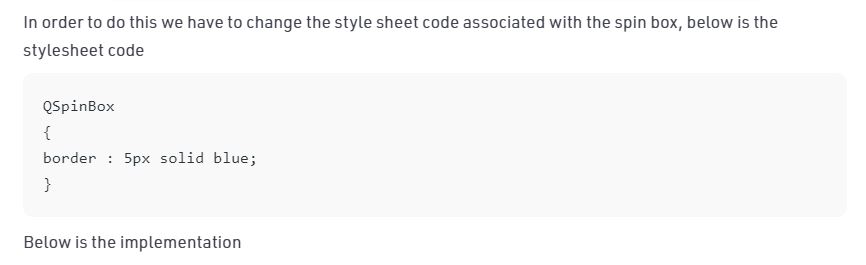 In order to do this we have to change the style sheet code associated with the spin box, below is the
stylesheet code
QSpinBox
{
border : 5px solid blue;
}
Below is the implementation